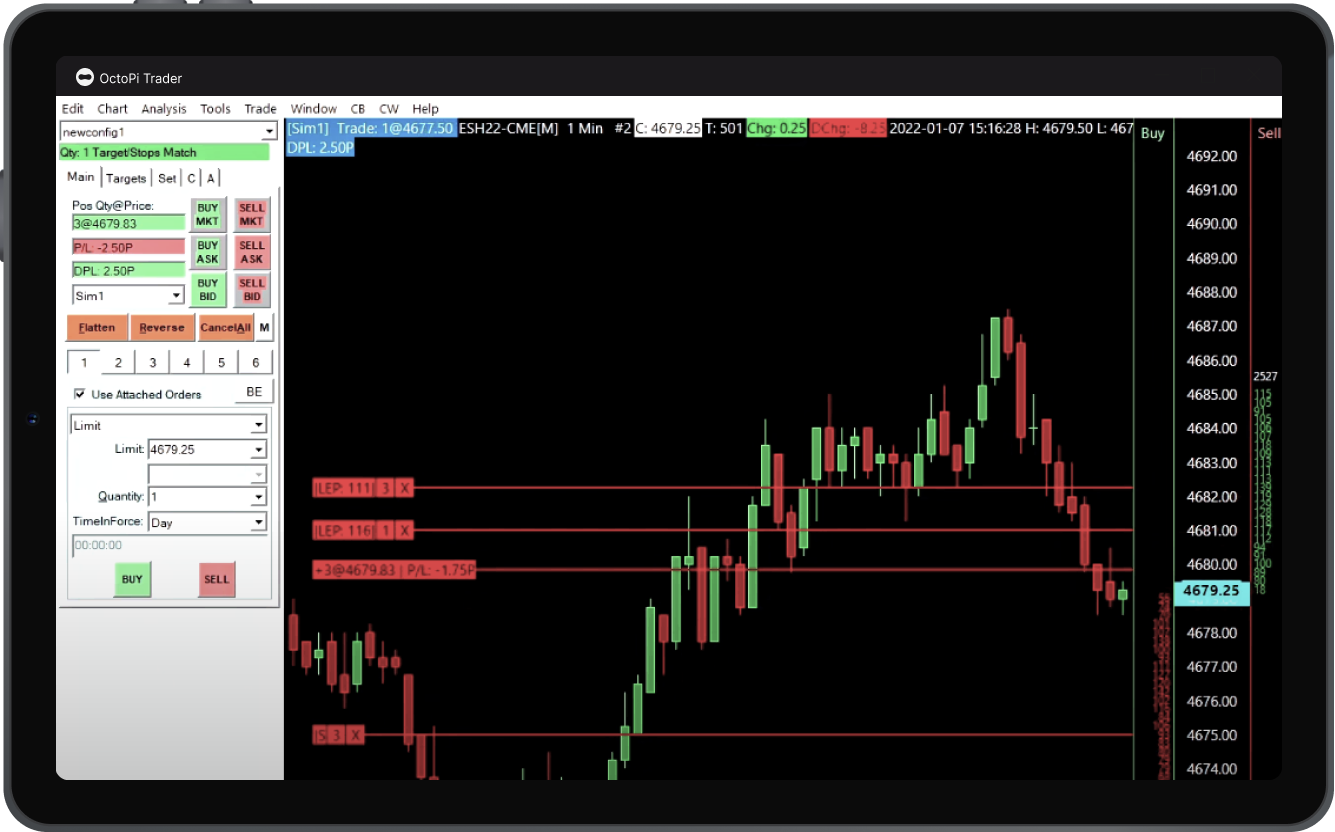 OctoPi Trader
Edit Chart Analysis Tools Trade Window CB CW Help
newconfig1
Qty: 1 Target/Stops Match
Main Targets Set C A
Pos Qty@Price:
3@4679.83
P/L: -2.50P
DPL: 2.50P
Sim1
BUY MKT
SELL MKT
BUY ASK
SELL ASK
BUY BID
SELL BID
Flatten Reverse CancelAll M
1 2 3 4 5 6
Use Attached Orders BE
Limit
Limit: 4679.25
Quantity: 1
TimeInForce: Day
00:00:00
BUY SELL
[Sim1] Trade: 1@4677.50 ESH22-CME[M] 1 Min #2 C: 4679.25 T: 501 Chg: 0.25 DChg: -8.25 2022-01-07 15:16:28 H: 4679.50 L: 467
DPL: 2.50P
LEP: 111 3 X
LEP: 116 1 X
+3@4679.83 | P/L: -1.75P
S 3 X
Buy Sell
4692.00
4691.00
4690.00
4689.00
4688.00
4687.00
4686.00
4685.00
4684.00
4683.00
4682.00
4681.00
4680.00
4679.25
4678.00
4677.00
4676.00
4675.00
4674.00
2527